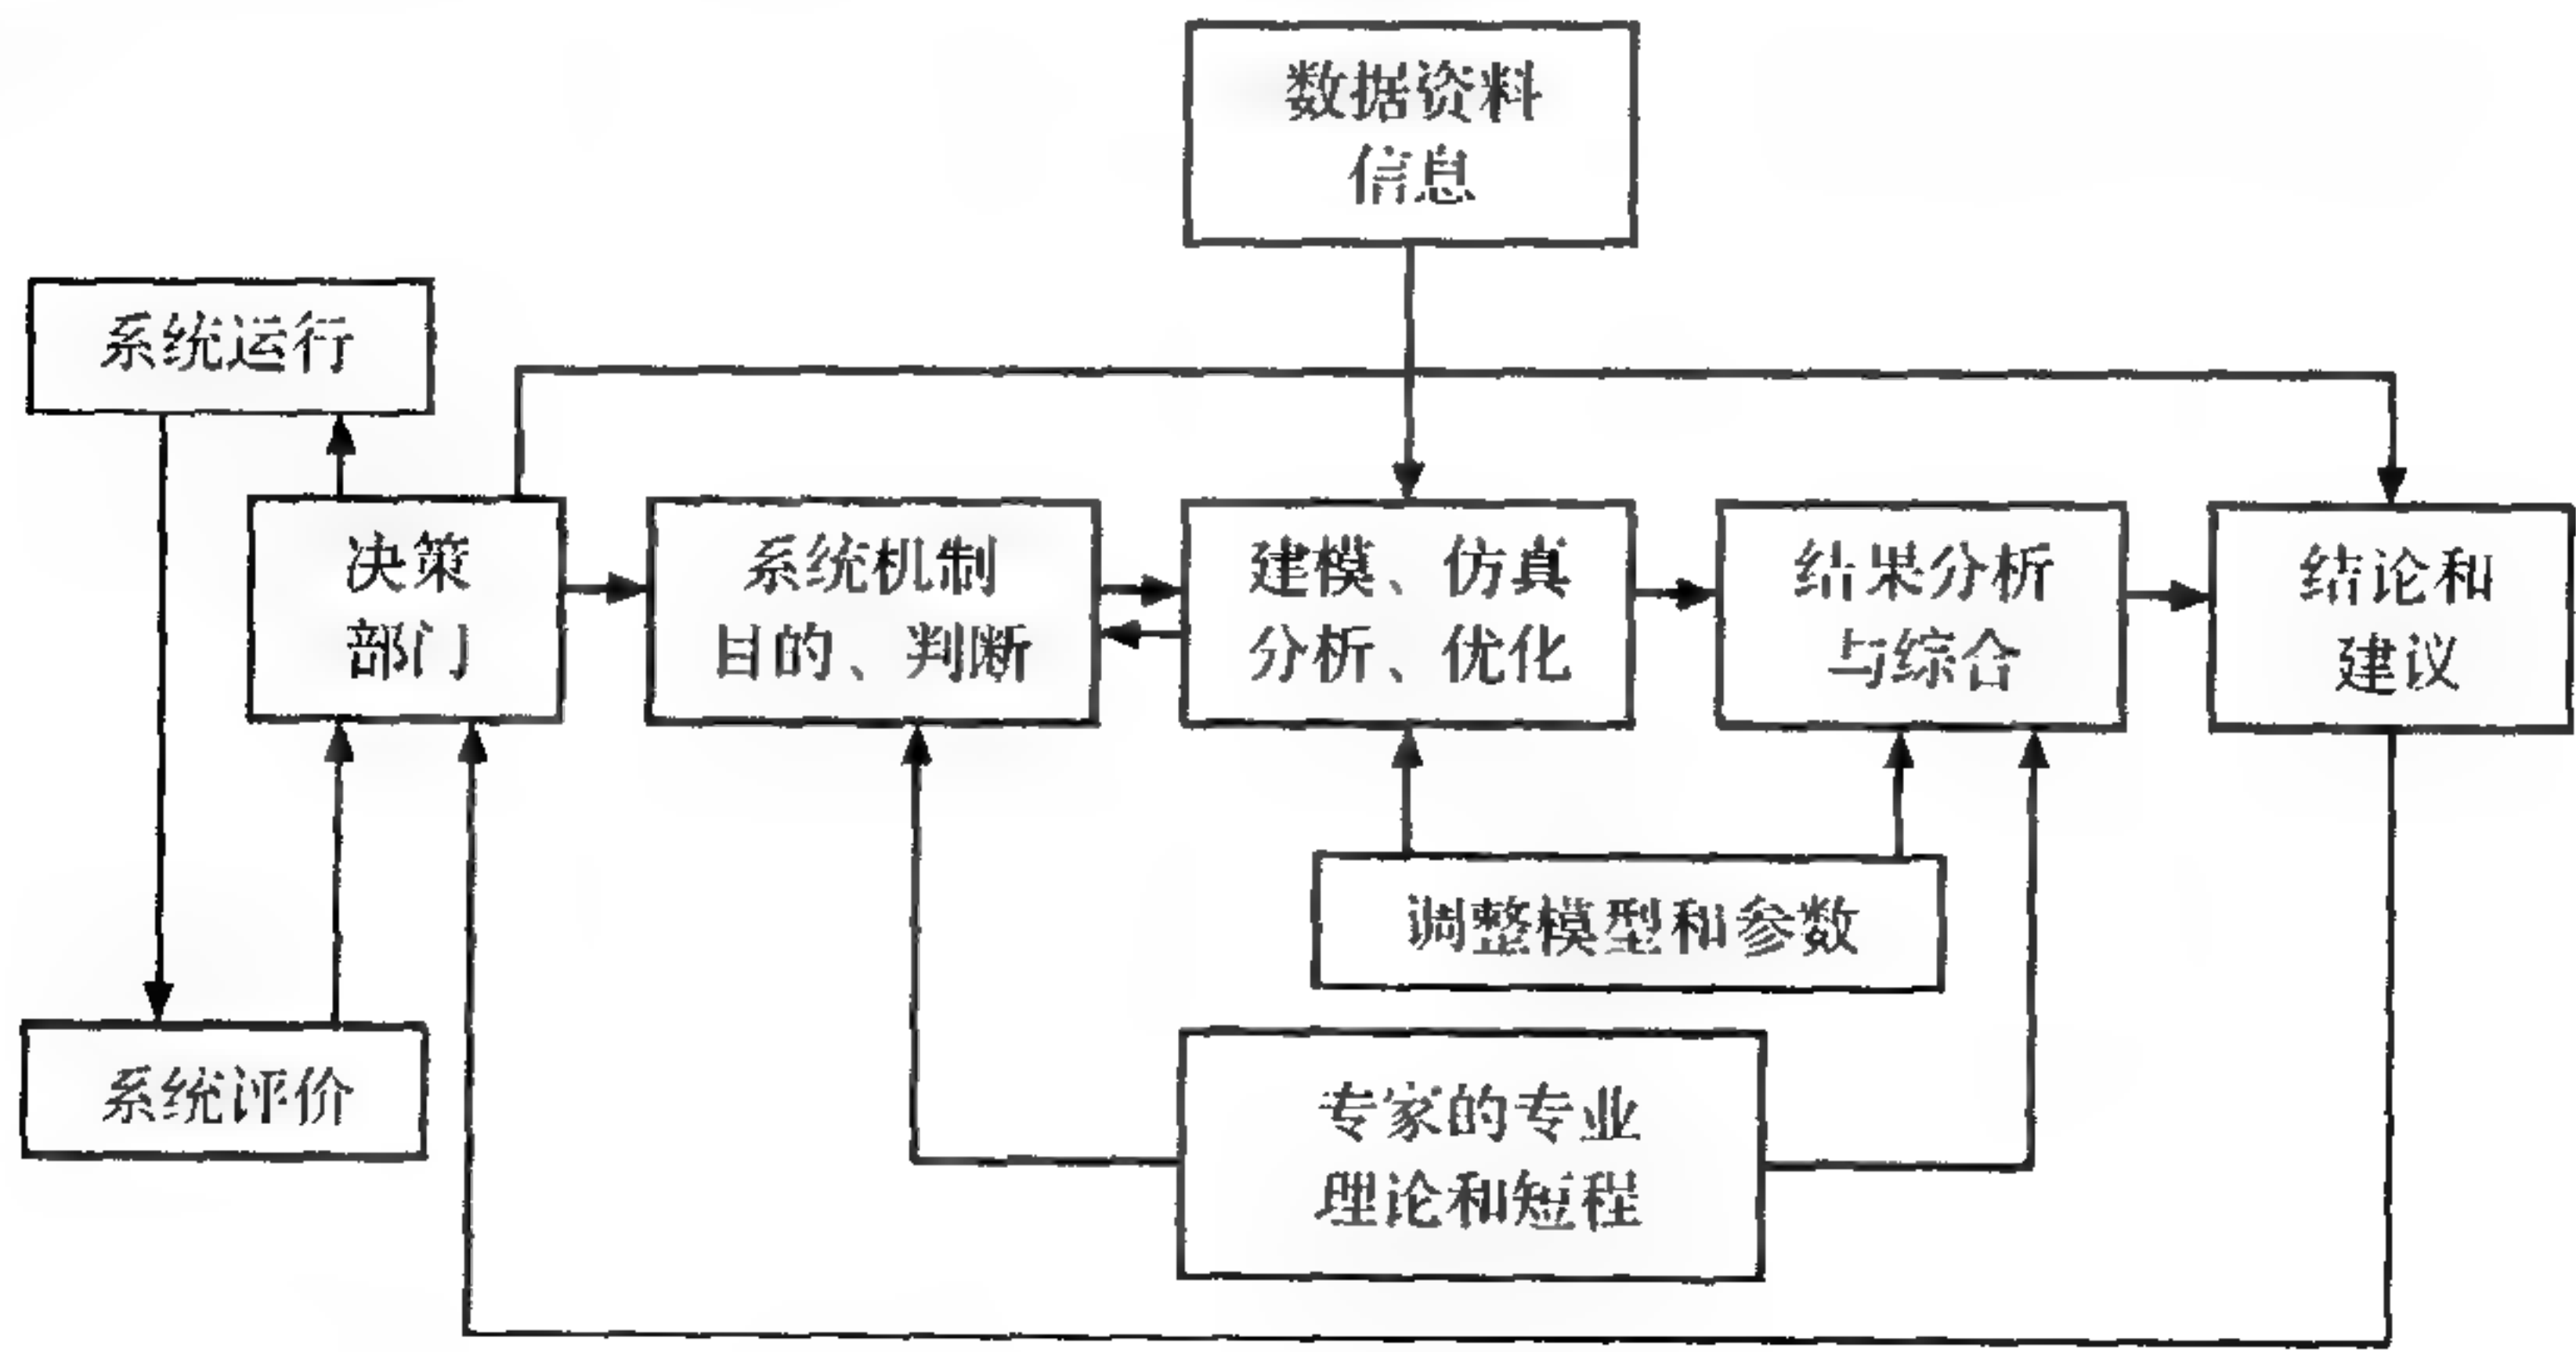 数据资料
信息
系统运行
决策
部门
系统机制
目的、判断
建模、仿真
分析、优化
结果分析
与综合
结论和
建议
调整模型和参数
系统评价
专家的专业
理论和短程